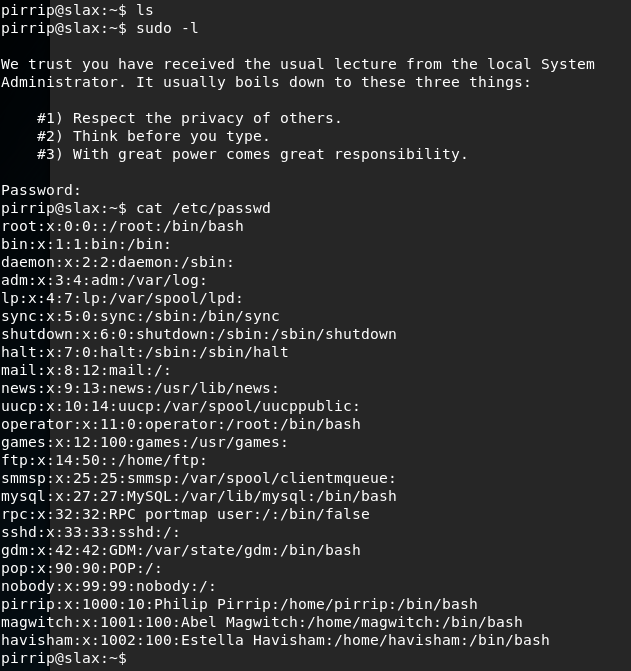 pirrip@slax:~$ ls
pirrip@slax:~$ sudo -l
We trust you have received the usual lecture from the local System
Administrator. It usually boils down to these three things:
#1) Respect the privacy of others.
#2) Think before you type.
#3) With great power comes great responsibility.
Password:
pirrip@slax:~$ cat /etc/passwd
root:x:0:0::/root:/bin/bash
bin:x:1:1:bin:/bin:
daemon:x:2:2:daemon:/sbin:
adm:x:3:4:adm:/var/log:
lp:x:4:7:lp:/var/spool/lpd:
sync:x:5:0:sync:/sbin:/bin/sync
shutdown:x:6:0:shutdown:/sbin:/sbin/shutdown
halt:x:7:0:halt:/sbin:/sbin/halt
mail:x:8:12:mail:/:
news:x:9:13:news:/usr/lib/news:
uucp:x:10:14:uucp:/var/spool/uucppublic:
operator:x:11:0:operator:/root:/bin/bash
games:x:12:100:games:/usr/games:
ftp:x:14:50::/home/ftp:
smmsp:x:25:25:smmsp:/var/spool/clientmqueue:
mysql:x:27:27:MySQL:/var/lib/mysql:/bin/bash
rpc:x:32:32:RPC portmap user:/:/bin/false
sshd:x:33:33:sshd:/:
gdm:x:42:42:GDM:/var/state/gdm:/bin/bash
pop:x:90:90:POP:/:
nobody:x:99:99:nobody:/:
pirrip:x:1000:10:Philip Pirrip:/home/pirrip:/bin/bash
magwitch:x:1001:100:Abel Magwitch:/home/magwitch:/bin/bash
havisham:x:1002:100:Estella Havisham:/home/havisham:/bin/bash
pirrip@slax:~$